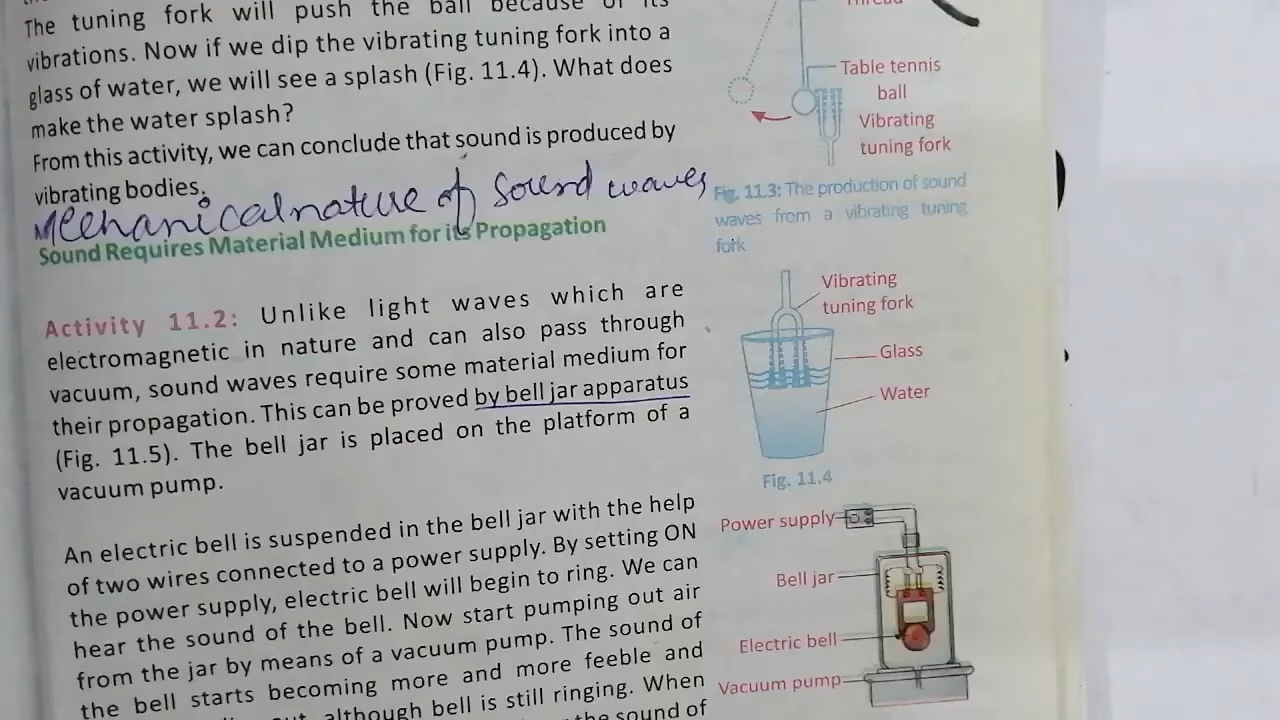 The tuning fork will push the ball because of its
vibrations. Now if we dip the vibrating tuning fork into a
glass of water, we will see a splash (Fig. 11.4). What does
make the water splash?
From this activity, we can conclude that sound is produced by
vibrating bodies.
Mechanical nature of sound waves
Sound Requires Material Medium for its Propagation
Activity 11.2: Unlike light waves which are
electromagnetic in nature and can also pass through
vacuum, sound waves require some material medium for
their propagation. This can be proved by bell jar apparatus
(Fig. 11.5). The bell jar is placed on the platform of a
vacuum pump.
An electric bell is suspended in the bell jar with the help
of two wires connected to a power supply. By setting ON
the power supply, electric bell will begin to ring. We can
hear the sound of the bell. Now start pumping out air
from the jar by means of a vacuum pump. The sound of
the bell starts becoming more and more feeble and
out, although bell is still ringing. When
the sound of
Thread
Table tennis
ball
Vibrating
tuning fork
Fig. 11.3: The production of sound
waves from a vibrating tuning
fork
Vibrating
tuning fork
Glass
Water
Fig. 11.4
Power supply
Bell jar
Electric bell
Vacuum pump